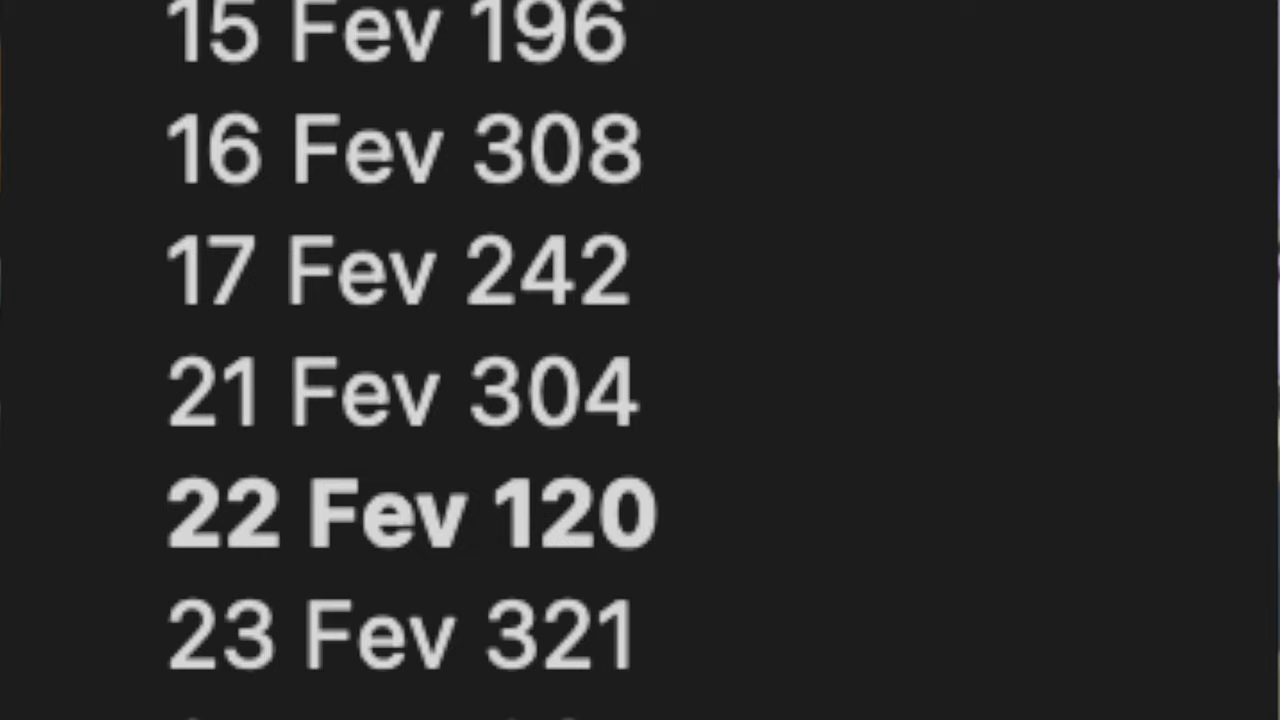 15 Fev 196
16 Fev 308
17 Fev 242
21 Fev 304
22 Fev 120
23 Fev 321